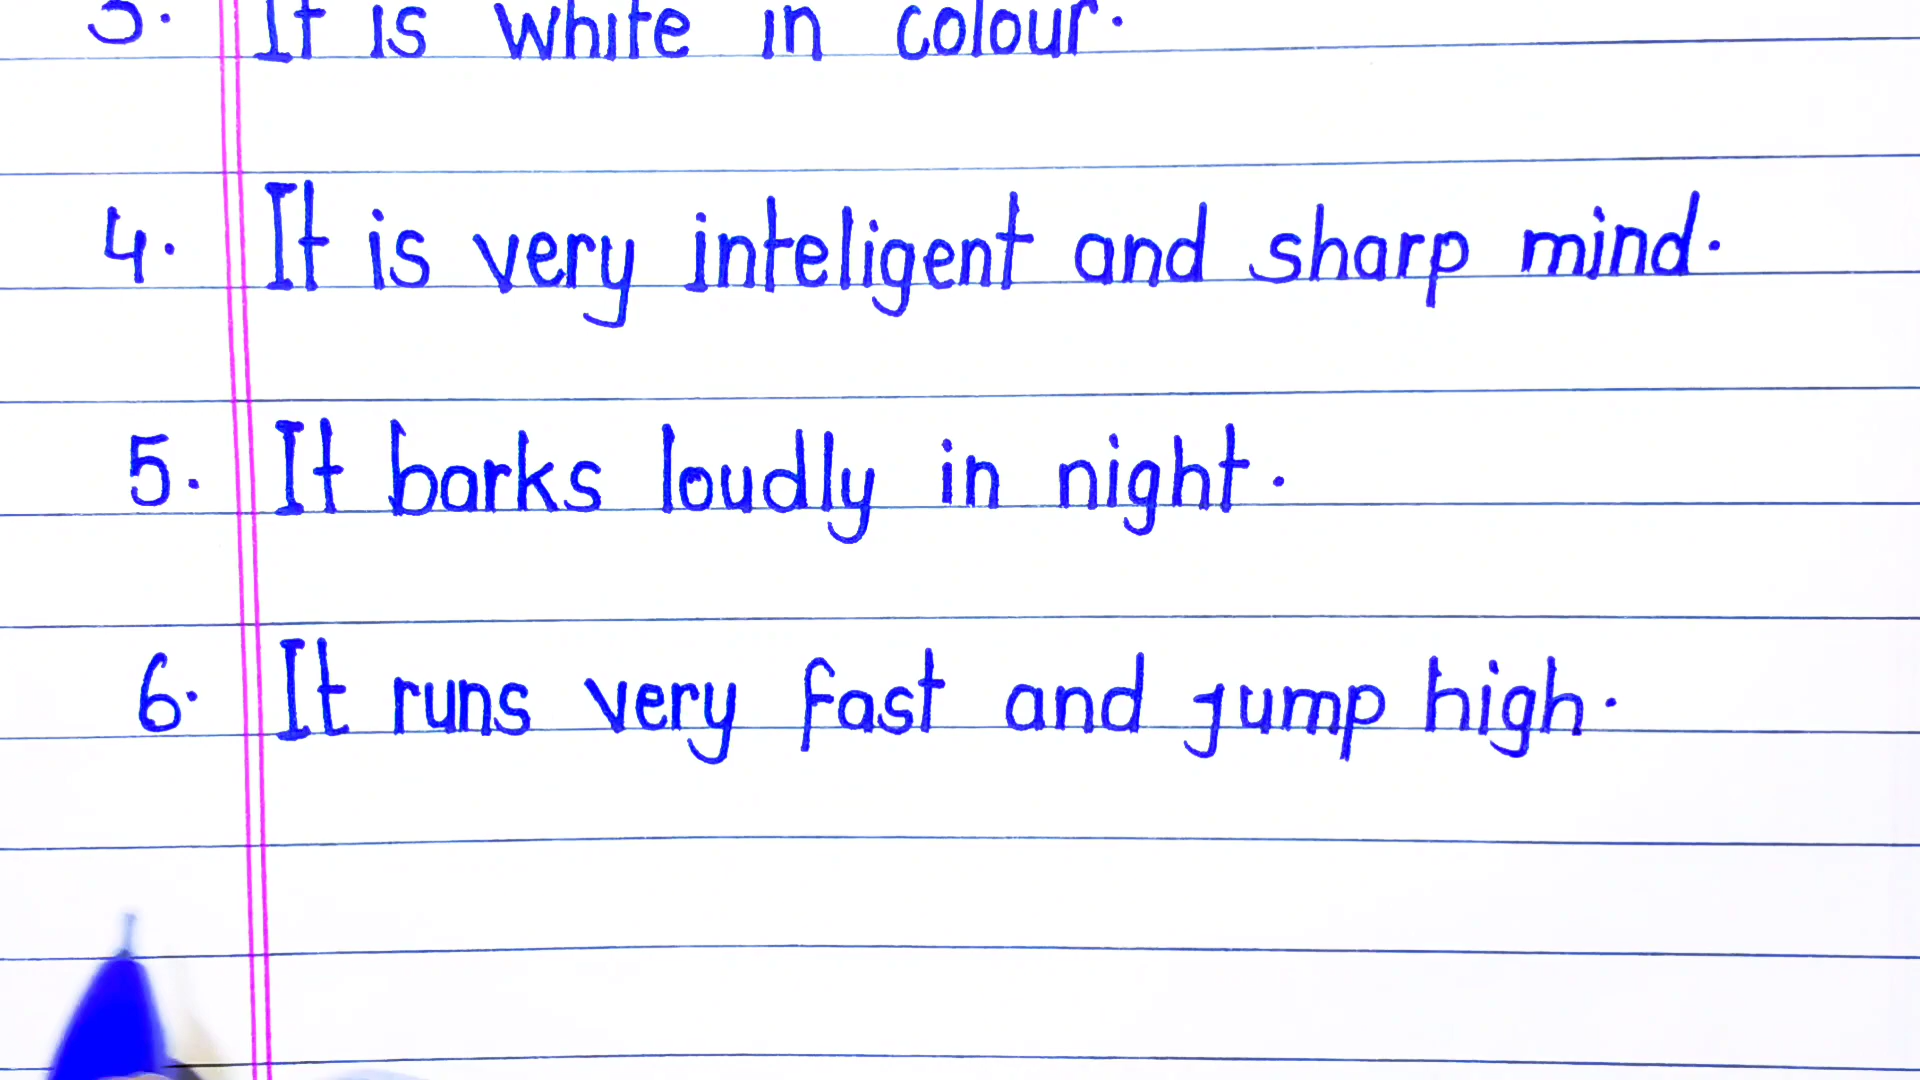 3. It is white in colour.
4. It is very inteligent and sharp mind.
5. It barks loudly in night.
6. It runs very fast and jump high.